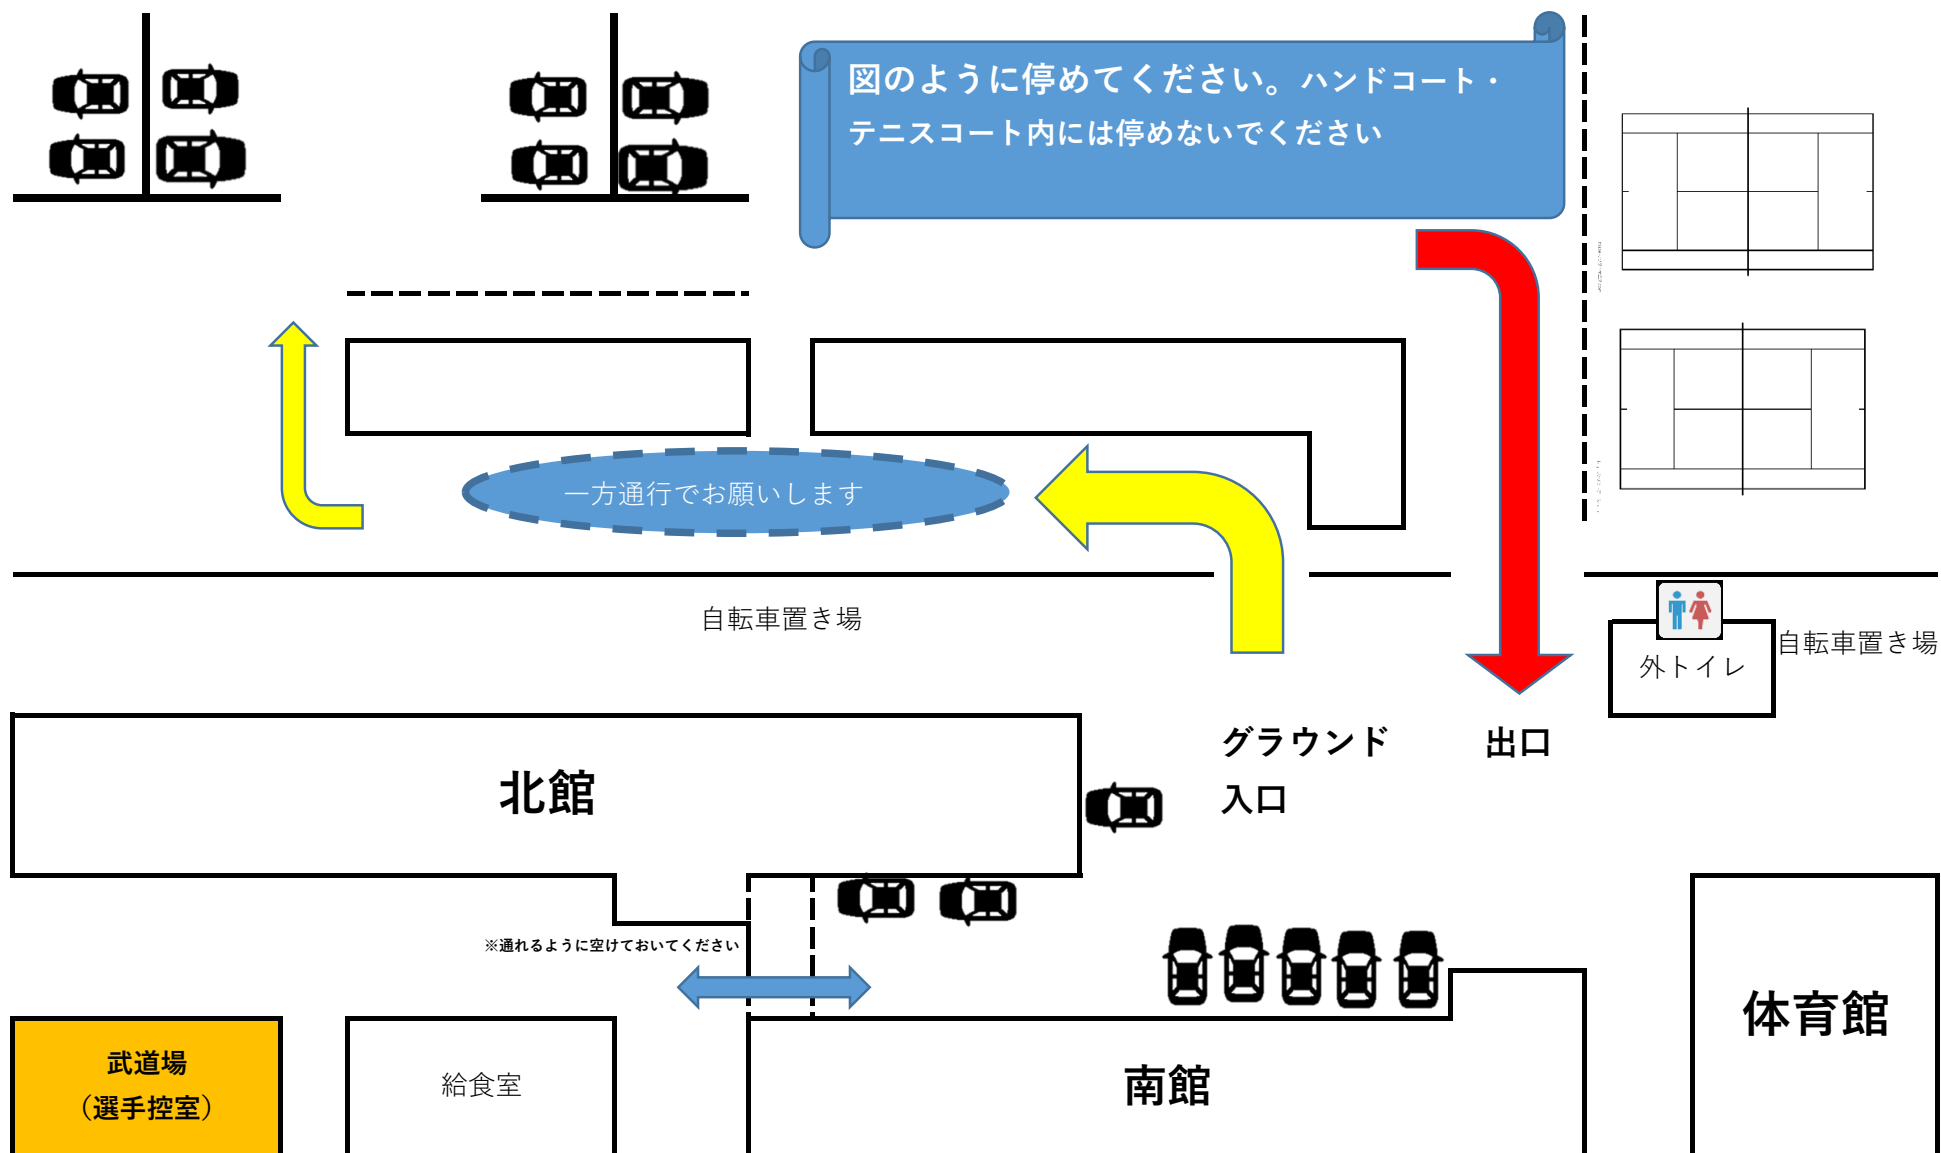 図のように停めてください。ハンドコート・
テニスコート内には停めないでください
一方通行でお願いします
自転車置き場
外トイレ
自転車置き場
グラウンド
入口
出口
北館
※通れるように空けておいてください
武道場
（選手控室）
給食室
南館
体育館